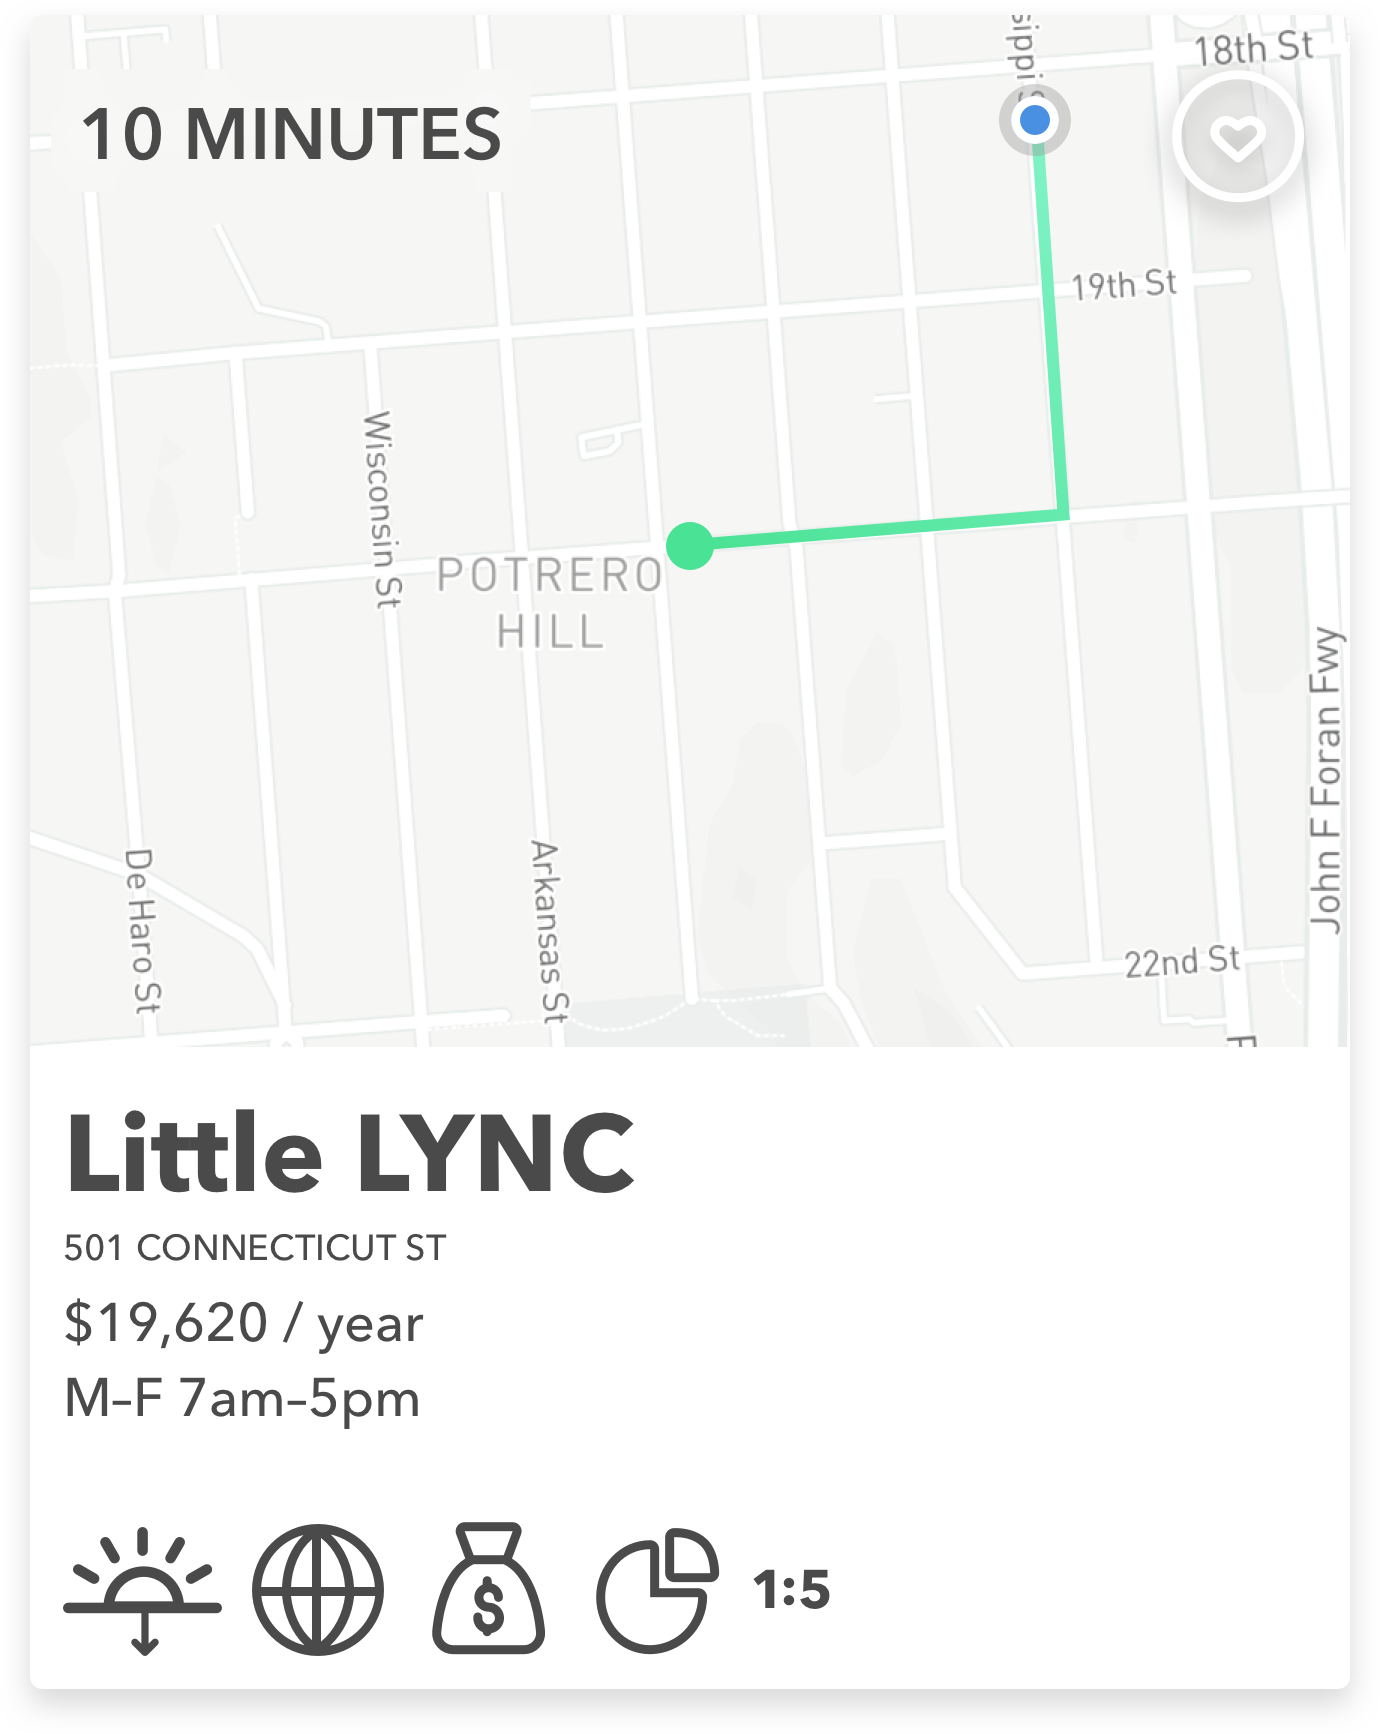 18th St
10 MINUTES
19th St
Wisconsin St
POTRERO
HILL
John F Foran Fwy
De Haro St
Arkansas St
22nd St
Little LYNC
501 CONNECTICUT ST
$19,620 / year
M–F 7am–5pm
$
1:5